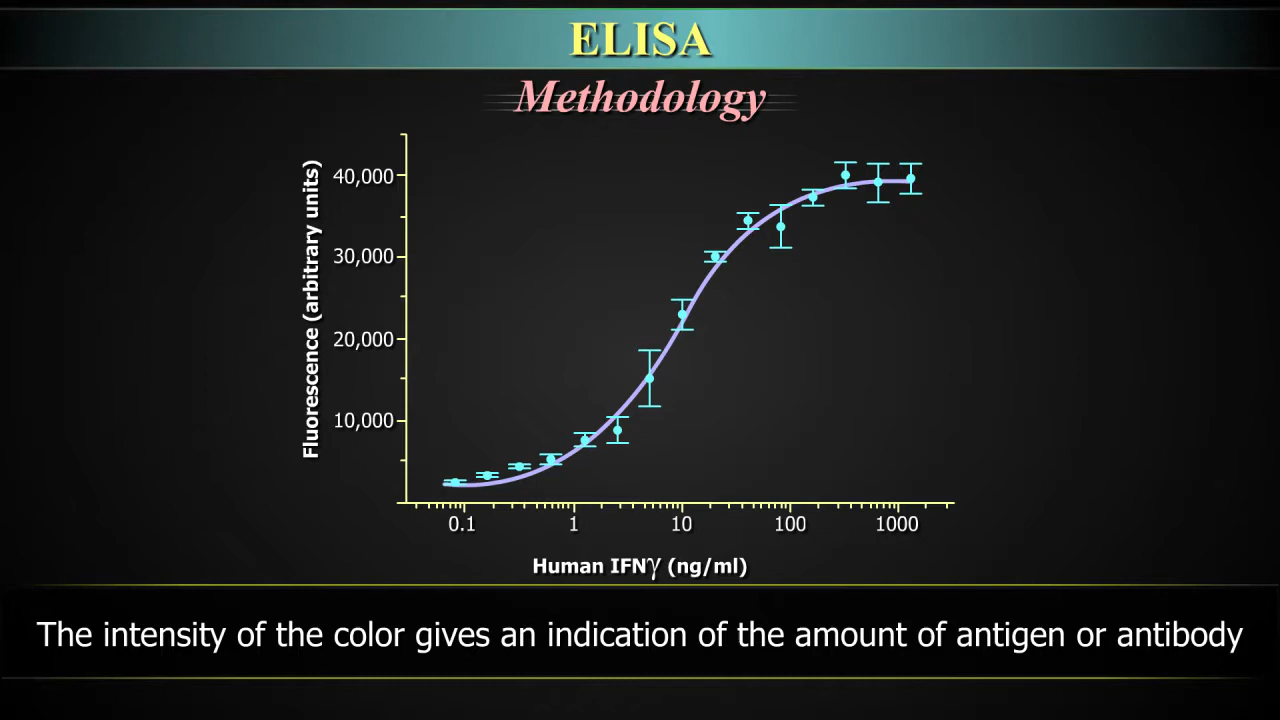 ELISA
Methodology
Fluorescence (arbitrary units)
40,000
30,000
20,000
10,000
0.1 1 10 100 1000
Human IFNγ (ng/ml)
The intensity of the color gives an indication of the amount of antigen or antibody